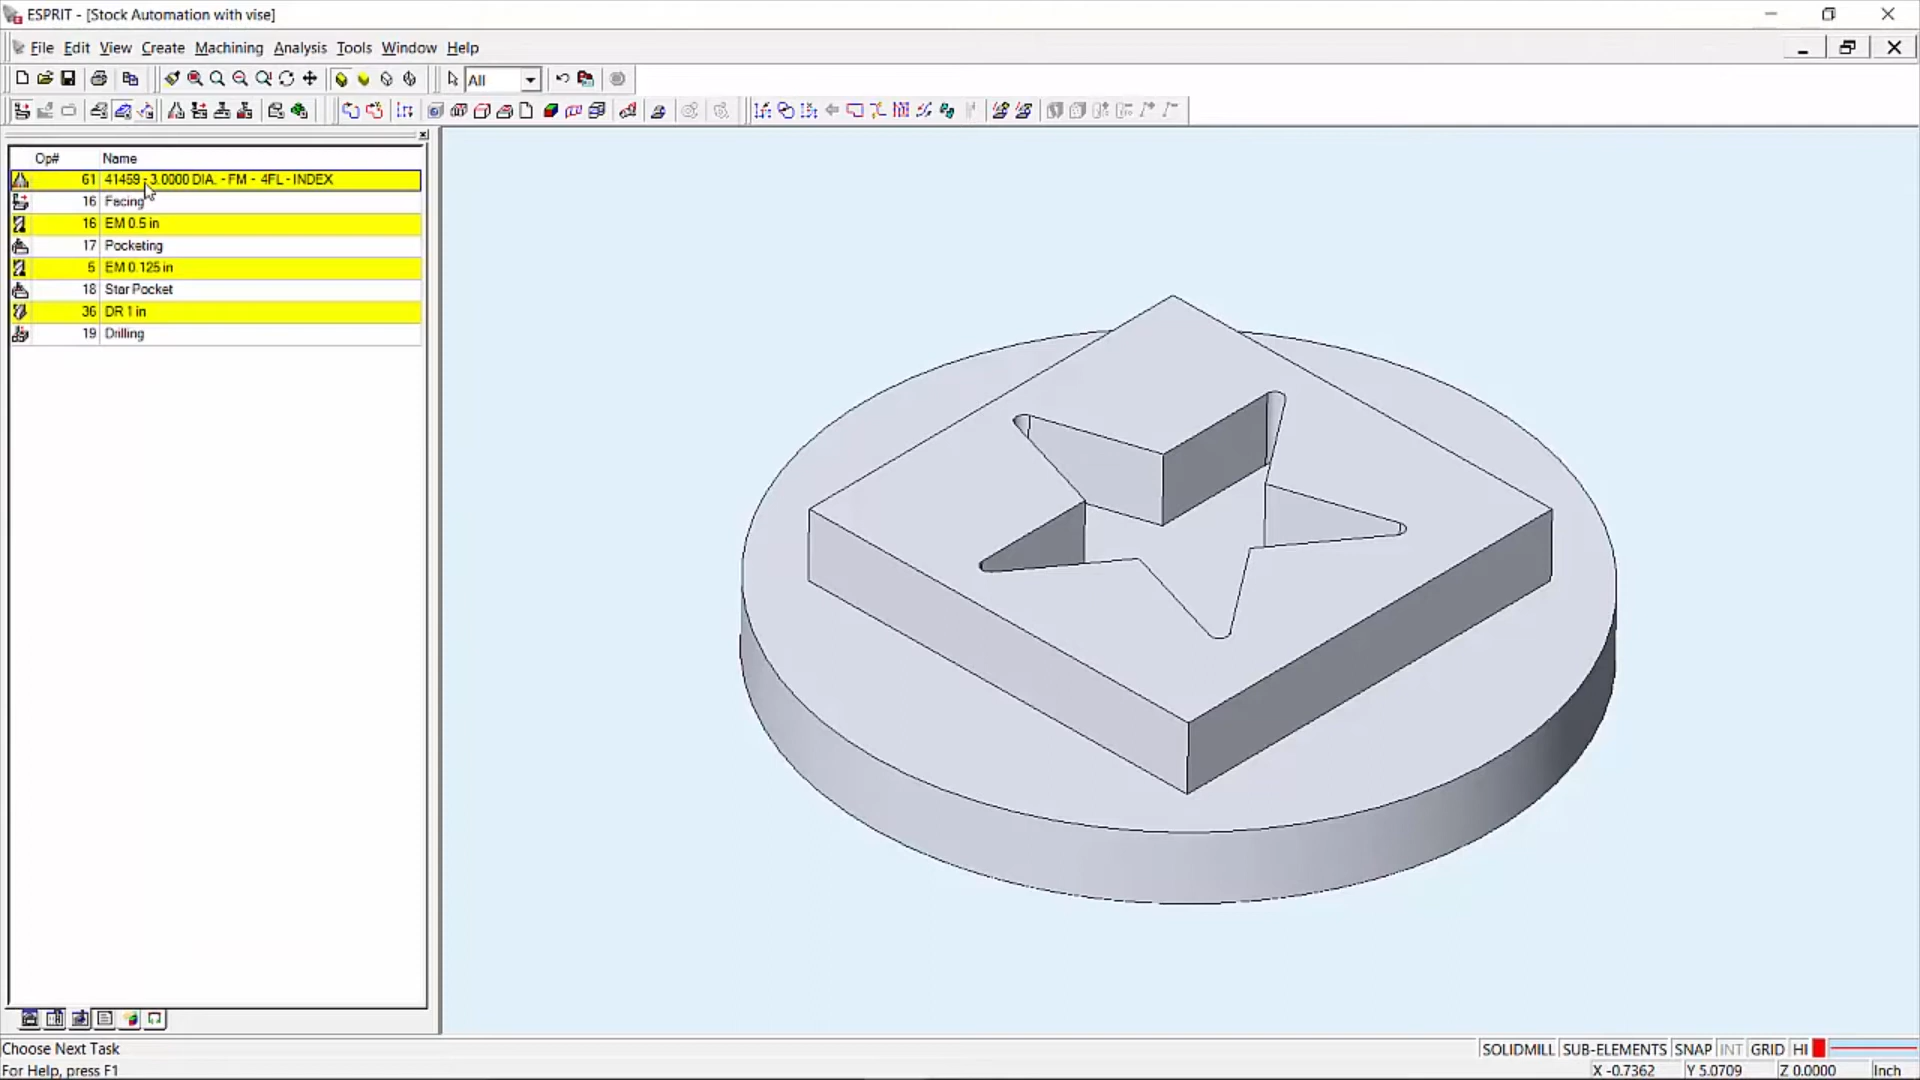 ESPRIT - [Stock Automation with vise]
File Edit View Create Machining Analysis Tools Window Help
All
Op# Name
61 41459 - 3.0000 DIA. - FM - 4FL - INDEX
16 Facing
16 EM 0.5 in
17 Pocketing
5 EM 0.125 in
18 Star Pocket
36 DR 1 in
19 Drilling
Choose Next Task
SOLIDMILL SUB-ELEMENTS SNAP INT GRID HI
For Help, press F1
X -0.7362 Y 5.0709 Z 0.0000 Inch